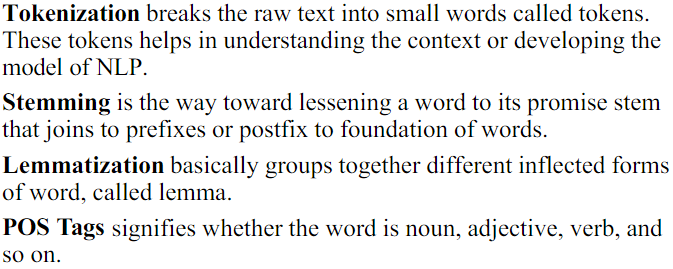 Tokenization breaks the raw text into small words called tokens.
These tokens helps in understanding the context or developing the
model of NLP.
Stemming is the way toward lessening a word to its promise stem
that joins to prefixes or postfix to foundation of words.
Lemmatization basically groups together different inflected forms
of word, called lemma.
POS Tags signifies whether the word is noun, adjective, verb, and
so on.